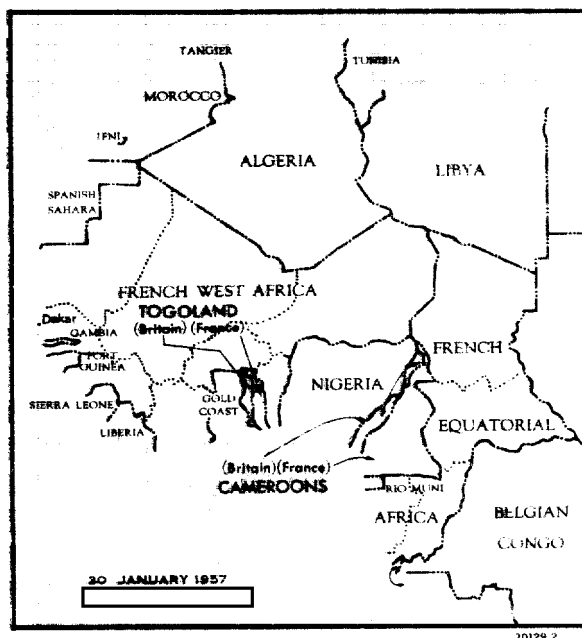 TANGIER
TUNISIA
MOROCCO
IFNI
ALGERIA
LIBYA
SPANISH
SAHARA
FRENCH WEST AFRICA
TOGOLAND
(Britain) (France)
Dakar
GAMBIA
PORT
GUINEA
FRENCH
NIGERIA
GOLD
COAST
SIERRA LEONE
LIBERIA
EQUATORIAL
(Britain) (France)
CAMEROONS
RIO MUNI
AFRICA
BELGIAN
CONGO
20 JANUARY 1957